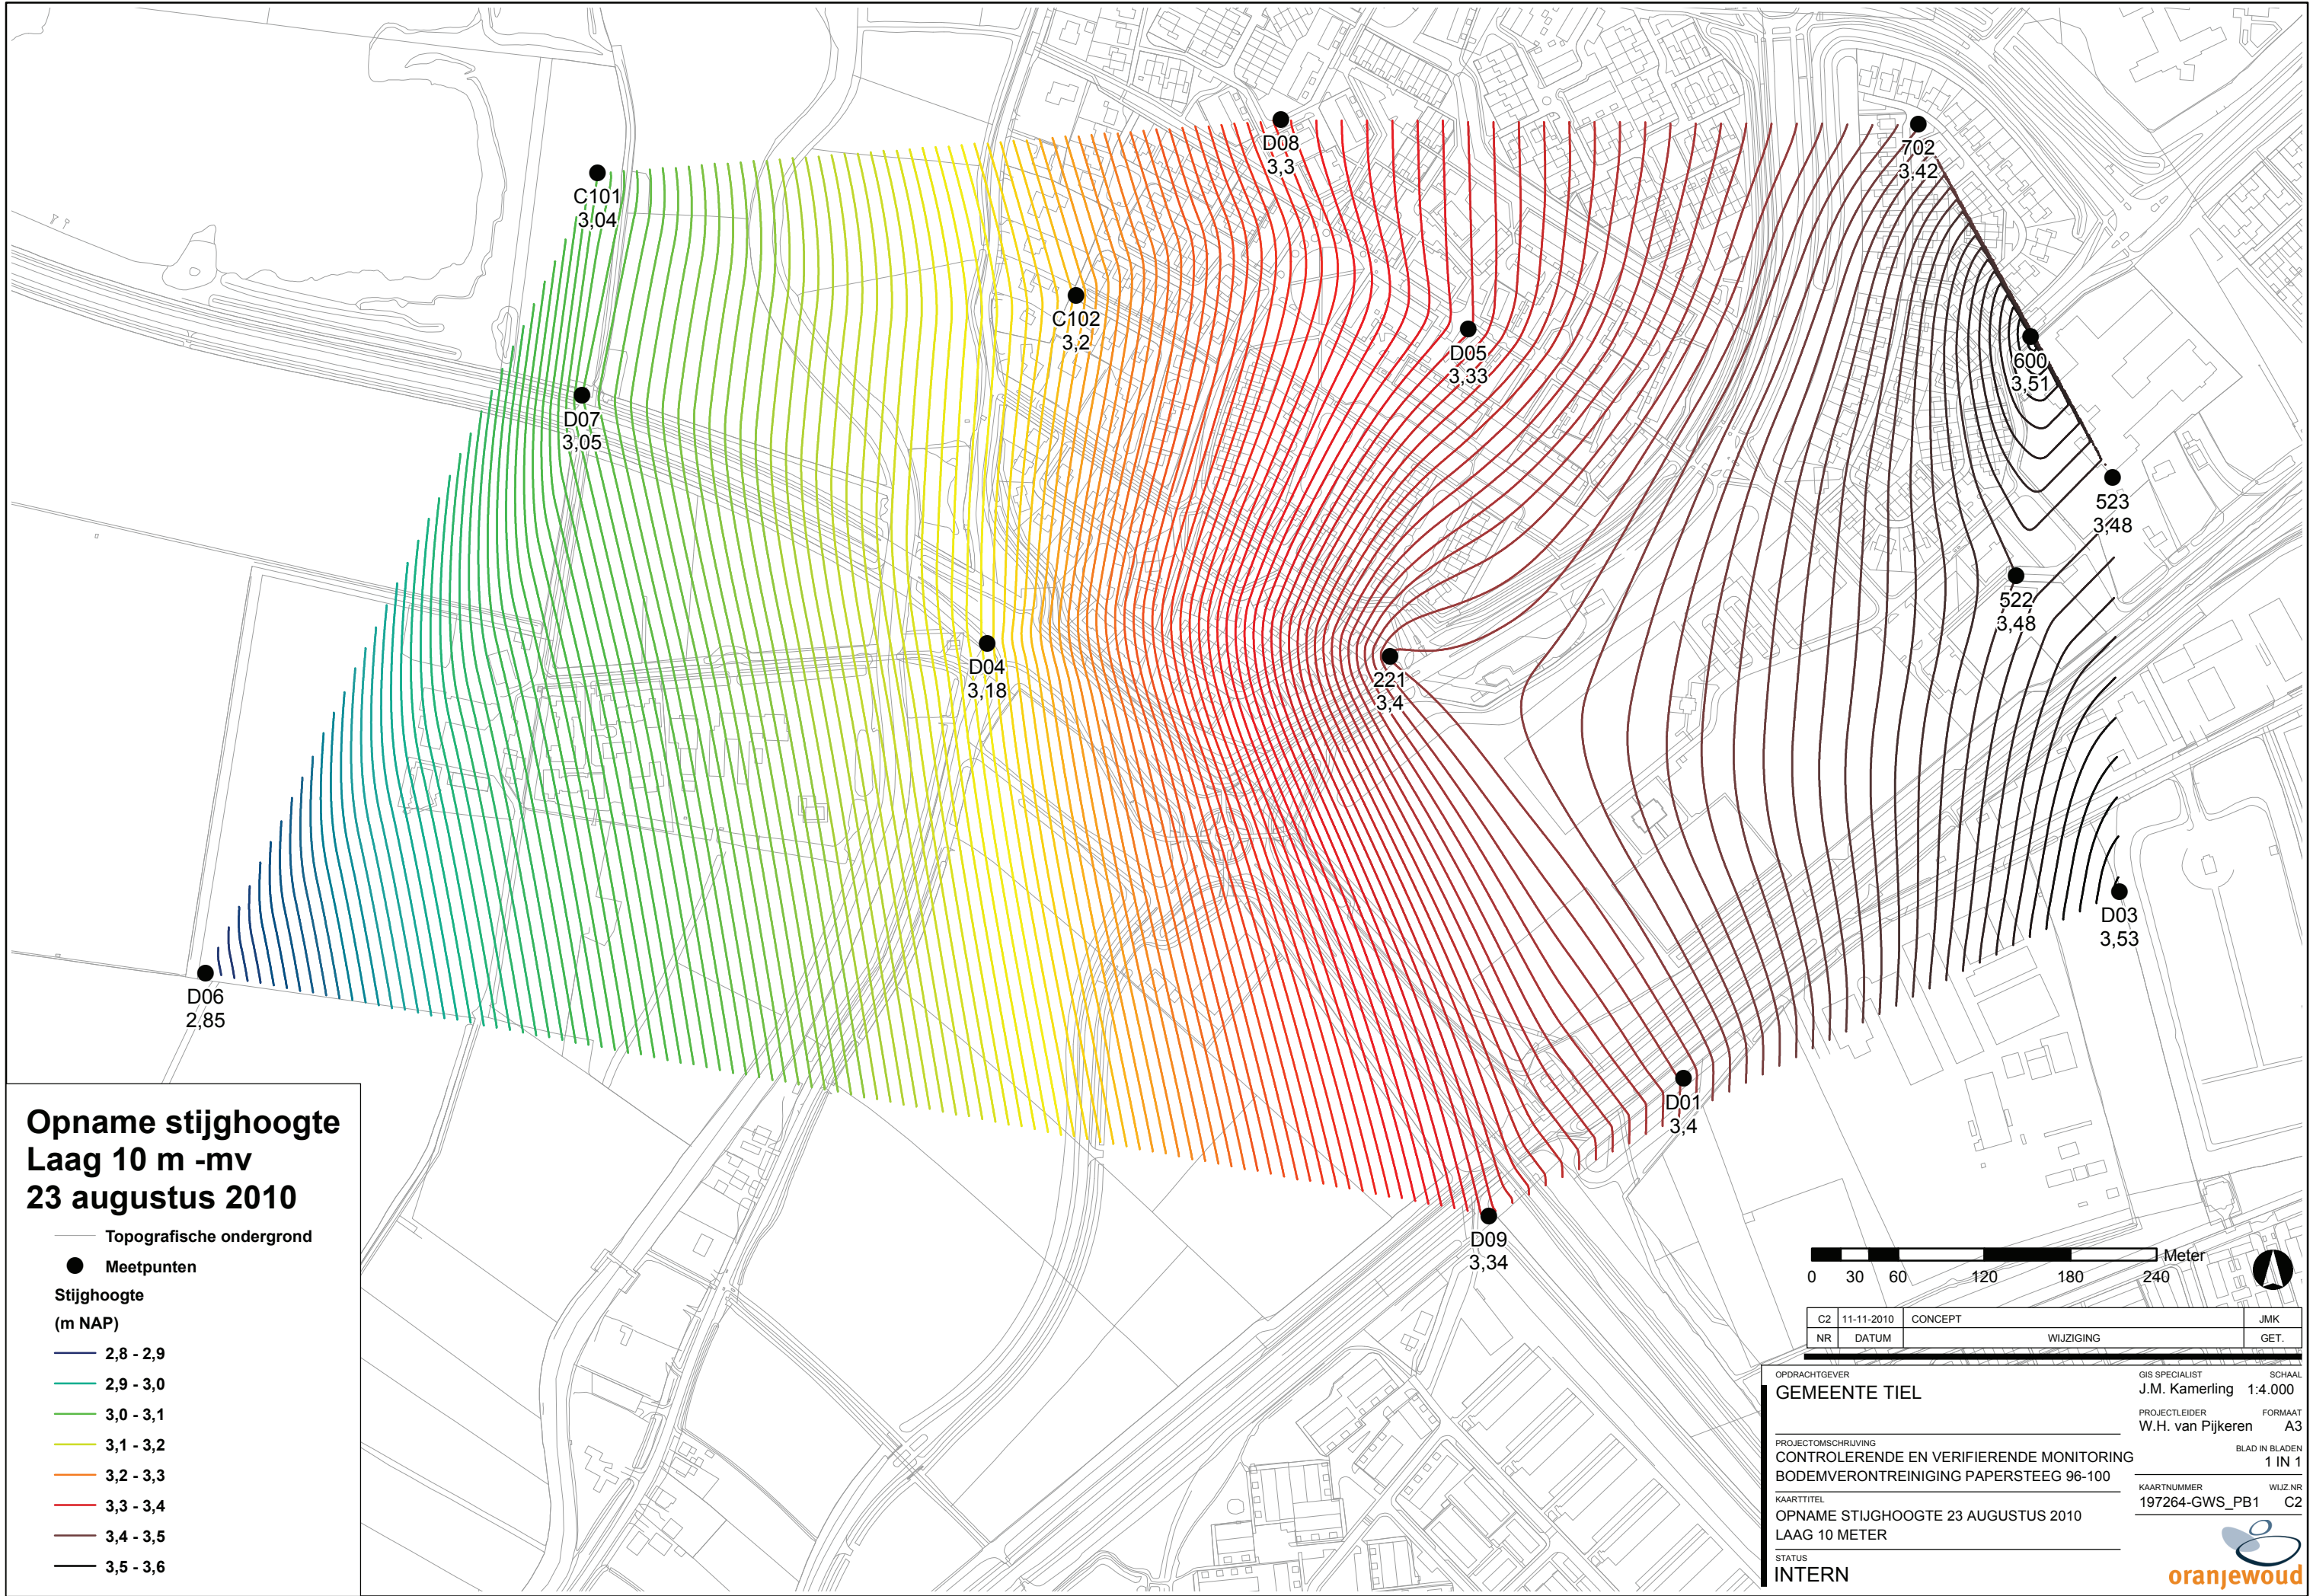 D08
3,3
702
3,42
C101
3,04
C102
3,2
D05
3,33
600
3,51
D07
3,05
523
3,48
522
3,48
D04
3,18
221
3,4
D03
3,53
D06
2,85
D01
3,4
D09
3,34
Opname stijghoogte
Laag 10 m -mv
23 augustus 2010
Topografische ondergrond
Meetpunten
Stijghoogte
(m NAP)
2,8 - 2,9
2,9 - 3,0
3,0 - 3,1
3,1 - 3,2
3,2 - 3,3
3,3 - 3,4
3,4 - 3,5
3,5 - 3,6
Meter
0 30 60 120 180 240
C2 11-11-2010 CONCEPT JMK
NR DATUM WIJZIGING GET.
OPDRACHTGEVER
GEMEENTE TIEL
GIS SPECIALIST SCHAAL
J.M. Kamerling 1:4.000
PROJECTLEIDER FORMAAT
W.H. van Pijkeren A3
PROJECTOMSCHRIJVING
CONTROLERENDE EN VERIFIERENDE MONITORING
BODEMVERONTREINIGING PAPERSTEEG 96-100
BLAD IN BLADEN
1 IN 1
KAARTTITEL
OPNAME STIJGHOOGTE 23 AUGUSTUS 2010
LAAG 10 METER
KAARTNUMMER WIJZ.NR
197264-GWS_PB1 C2
STATUS
INTERN
oranjewoud